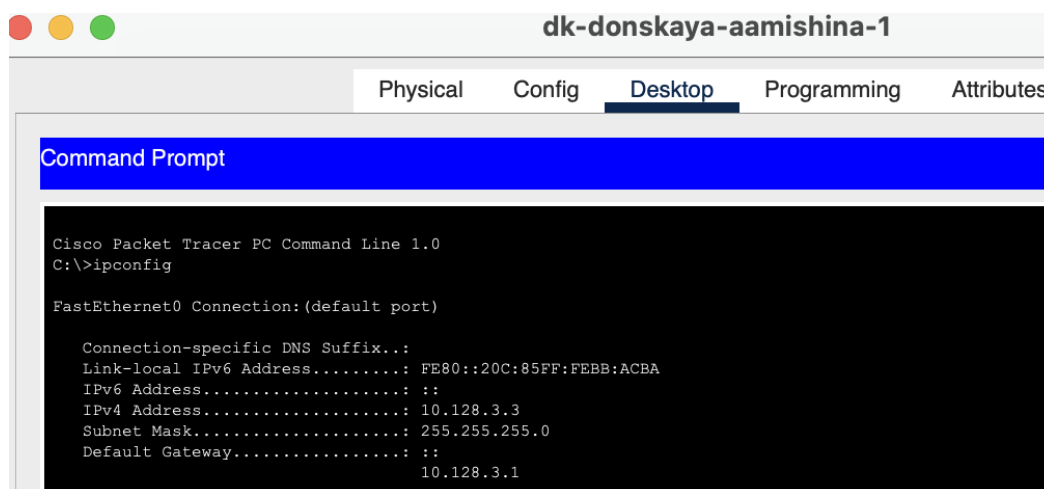 dk-donskaya-aamishina-1
Physical Config Desktop Programming Attributes
Command Prompt
Cisco Packet Tracer PC Command Line 1.0
C:\>ipconfig
FastEthernet0 Connection:(default port)
Connection-specific DNS Suffix..:
Link-local IPv6 Address.........: FE80::20C:85FF:FEBB:ACBA
IPv6 Address....................: ::
IPv4 Address....................: 10.128.3.3
Subnet Mask.....................: 255.255.255.0
Default Gateway.................: ::
10.128.3.1